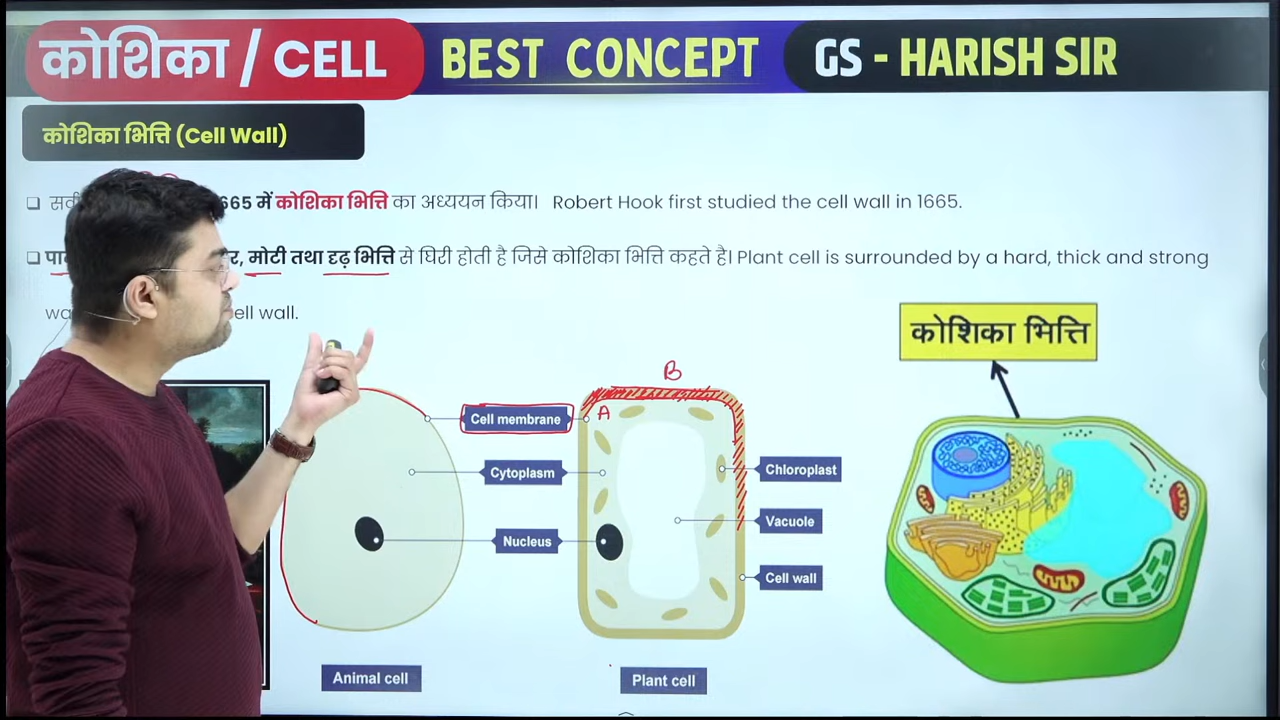 कोशिका / CELL BEST CONCEPT GS - HARISH SIR
कोशिका भित्ति (Cell Wall)
665 में कोशिका भित्ति का अध्ययन किया। Robert Hook first studied the cell wall in 1665.
मोटी तथा दृढ़ भित्ति से घिरी होती है जिसे कोशिका भित्ति कहते है। Plant cell is surrounded by a hard, thick and strong
ell wall.
कोशिका भित्ति
B
A
Cell membrane
Cytoplasm
Nucleus
Chloroplast
Vacuole
Cell wall
Animal cell
Plant cell